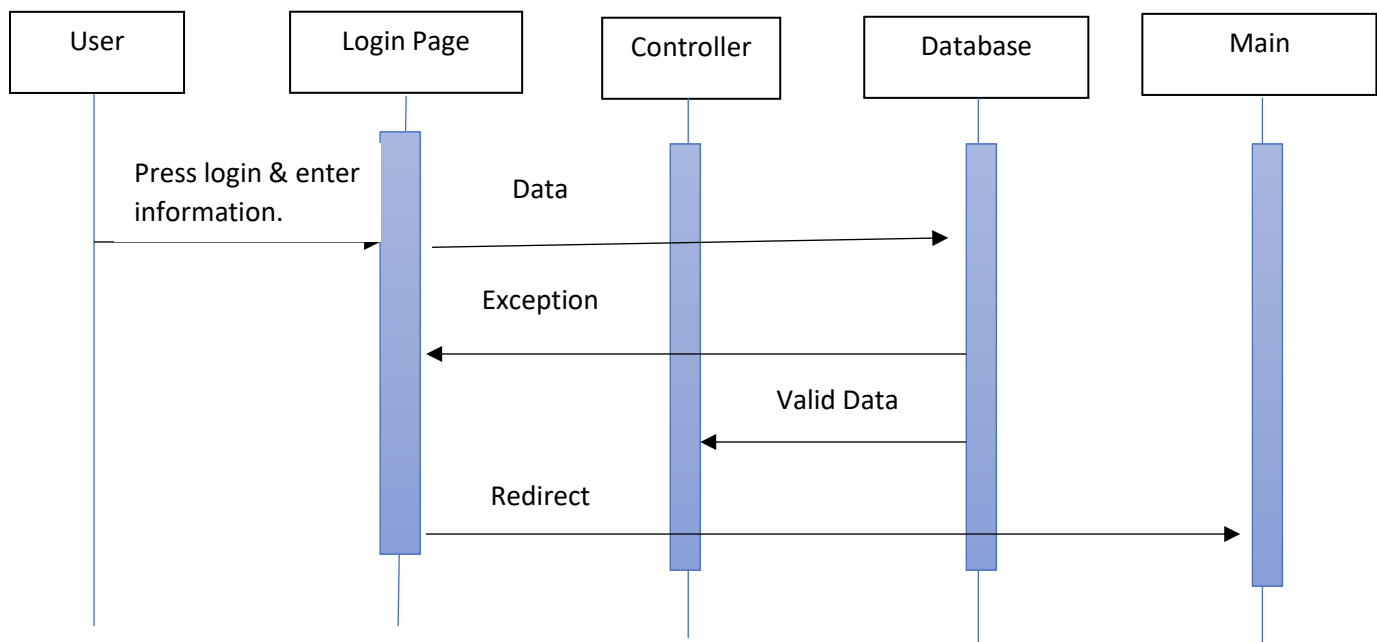 User
Login Page
Controller
Database
Main
Press login & enter
information.
Data
Exception
Valid Data
Redirect